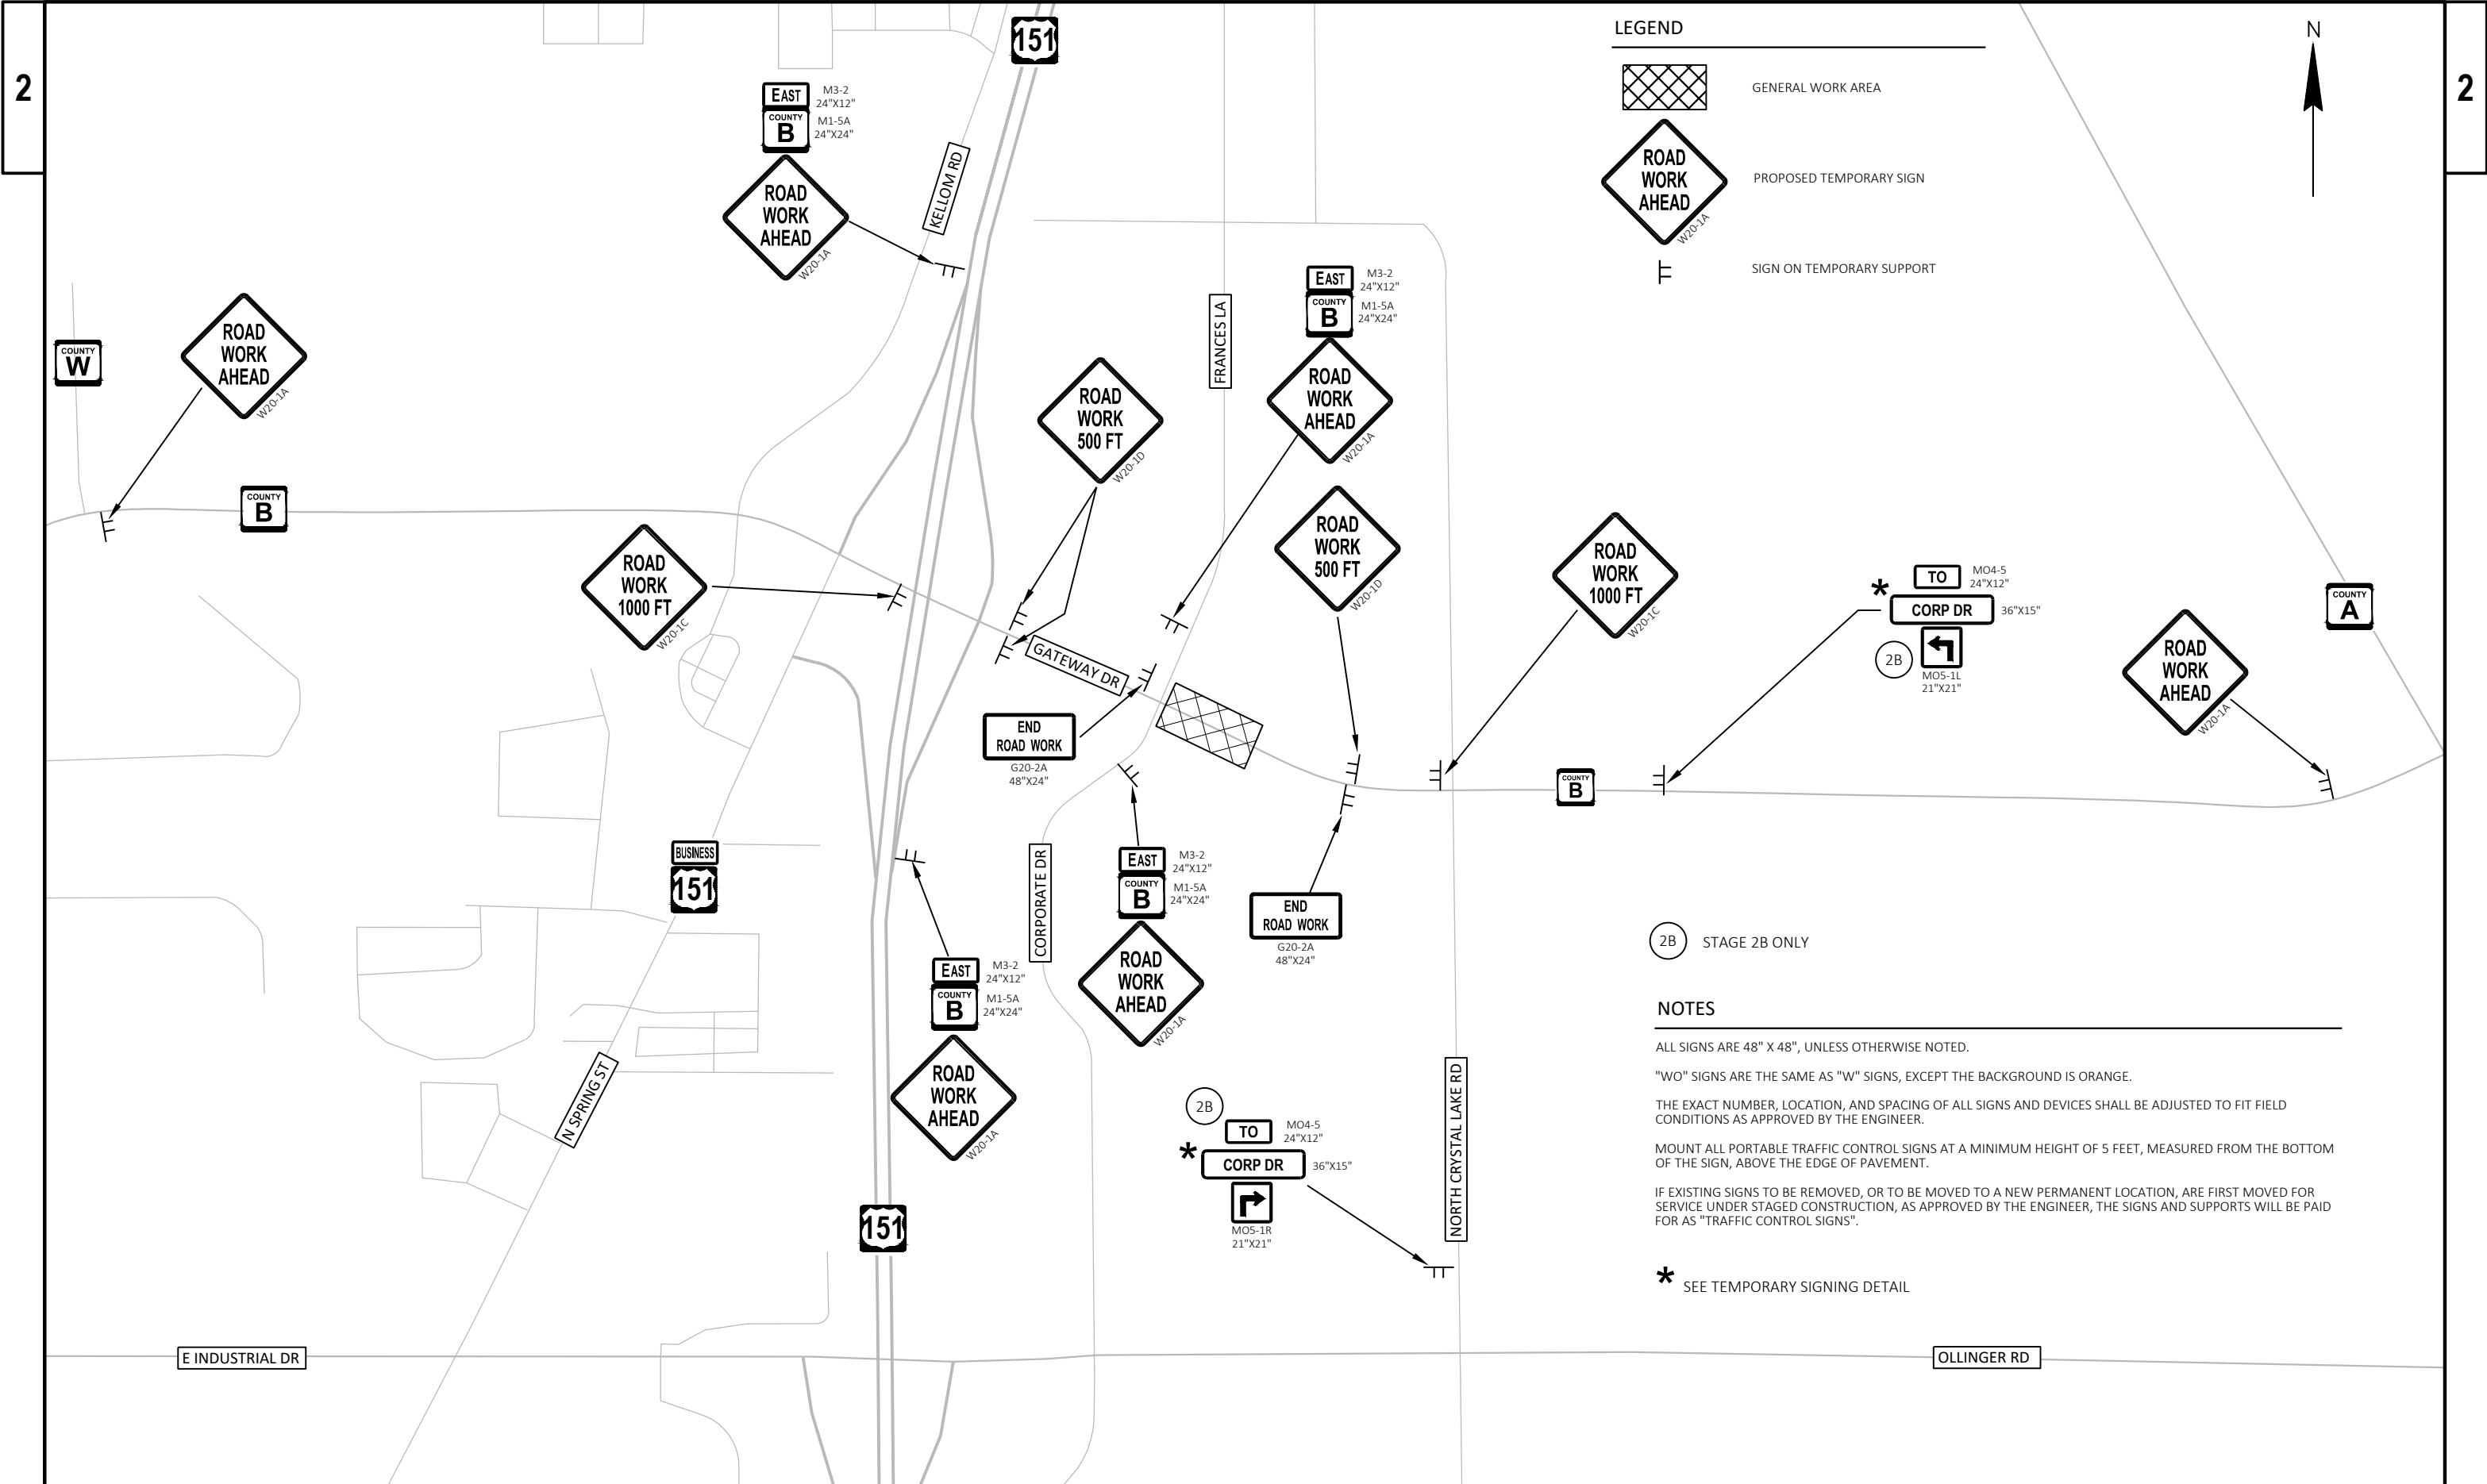 2
2
151
LEGEND
N
GENERAL WORK AREA
ROAD
WORK
AHEAD
W20-1A
PROPOSED TEMPORARY SIGN
SIGN ON TEMPORARY SUPPORT
EAST
M3-2
24"X12"
COUNTY
B
M1-5A
24"X24"
ROAD
WORK
AHEAD
W20-1A
KELLOM RD
COUNTY
W
ROAD
WORK
AHEAD
W20-1A
COUNTY
B
ROAD
WORK
1000 FT
W20-1C
ROAD
WORK
500 FT
W20-1D
FRANCES LA
EAST
M3-2
24"X12"
COUNTY
B
M1-5A
24"X24"
ROAD
WORK
AHEAD
W20-1A
ROAD
WORK
500 FT
W20-1D
ROAD
WORK
1000 FT
W20-1C
TO
MO4-5
24"X12"
*
CORP DR
36"X15"
2B
MO5-1L
21"X21"
COUNTY
A
ROAD
WORK
AHEAD
W20-1A
GATEWAY DR
END
ROAD WORK
G20-2A
48"X24"
COUNTY
B
BUSINESS
151
CORPORATE DR
EAST
M3-2
24"X12"
COUNTY
B
M1-5A
24"X24"
ROAD
WORK
AHEAD
W20-1A
END
ROAD WORK
G20-2A
48"X24"
EAST
M3-2
24"X12"
COUNTY
B
M1-5A
24"X24"
ROAD
WORK
AHEAD
W20-1A
N SPRING ST
151
2B
TO
MO4-5
24"X12"
*
CORP DR
36"X15"
MO5-1R
21"X21"
NORTH CRYSTAL LAKE RD
2B
STAGE 2B ONLY
NOTES
ALL SIGNS ARE 48" X 48", UNLESS OTHERWISE NOTED.
"WO" SIGNS ARE THE SAME AS "W" SIGNS, EXCEPT THE BACKGROUND IS ORANGE.
THE EXACT NUMBER, LOCATION, AND SPACING OF ALL SIGNS AND DEVICES SHALL BE ADJUSTED TO FIT FIELD
CONDITIONS AS APPROVED BY THE ENGINEER.
MOUNT ALL PORTABLE TRAFFIC CONTROL SIGNS AT A MINIMUM HEIGHT OF 5 FEET, MEASURED FROM THE BOTTOM
OF THE SIGN, ABOVE THE EDGE OF PAVEMENT.
IF EXISTING SIGNS TO BE REMOVED, OR TO BE MOVED TO A NEW PERMANENT LOCATION, ARE FIRST MOVED FOR
SERVICE UNDER STAGED CONSTRUCTION, AS APPROVED BY THE ENGINEER, THE SIGNS AND SUPPORTS WILL BE PAID
FOR AS "TRAFFIC CONTROL SIGNS".
* SEE TEMPORARY SIGNING DETAIL
E INDUSTRIAL DR
OLLINGER RD